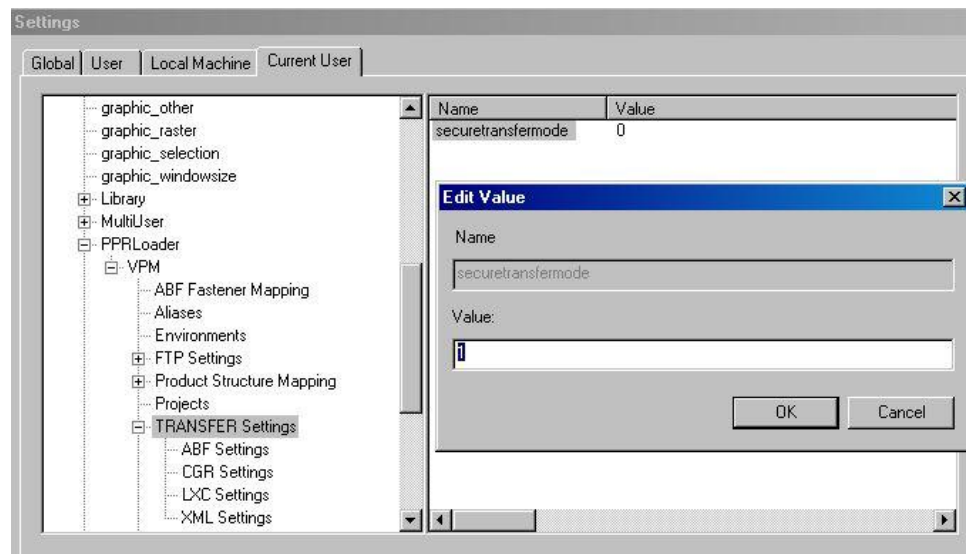 Settings
Global User Local Machine Current User
graphic_other
graphic_raster
graphic_selection
graphic_windowsize
Library
MultiUser
PPRLoader
VPM
ABF Fastener Mapping
Aliases
Environments
FTP Settings
Product Structure Mapping
Projects
TRANSFER Settings
ABF Settings
CGR Settings
LXC Settings
XML Settings
Name Value
securetransfermode 0
Edit Value
Name
securetransfermode
Value:
1
OK Cancel